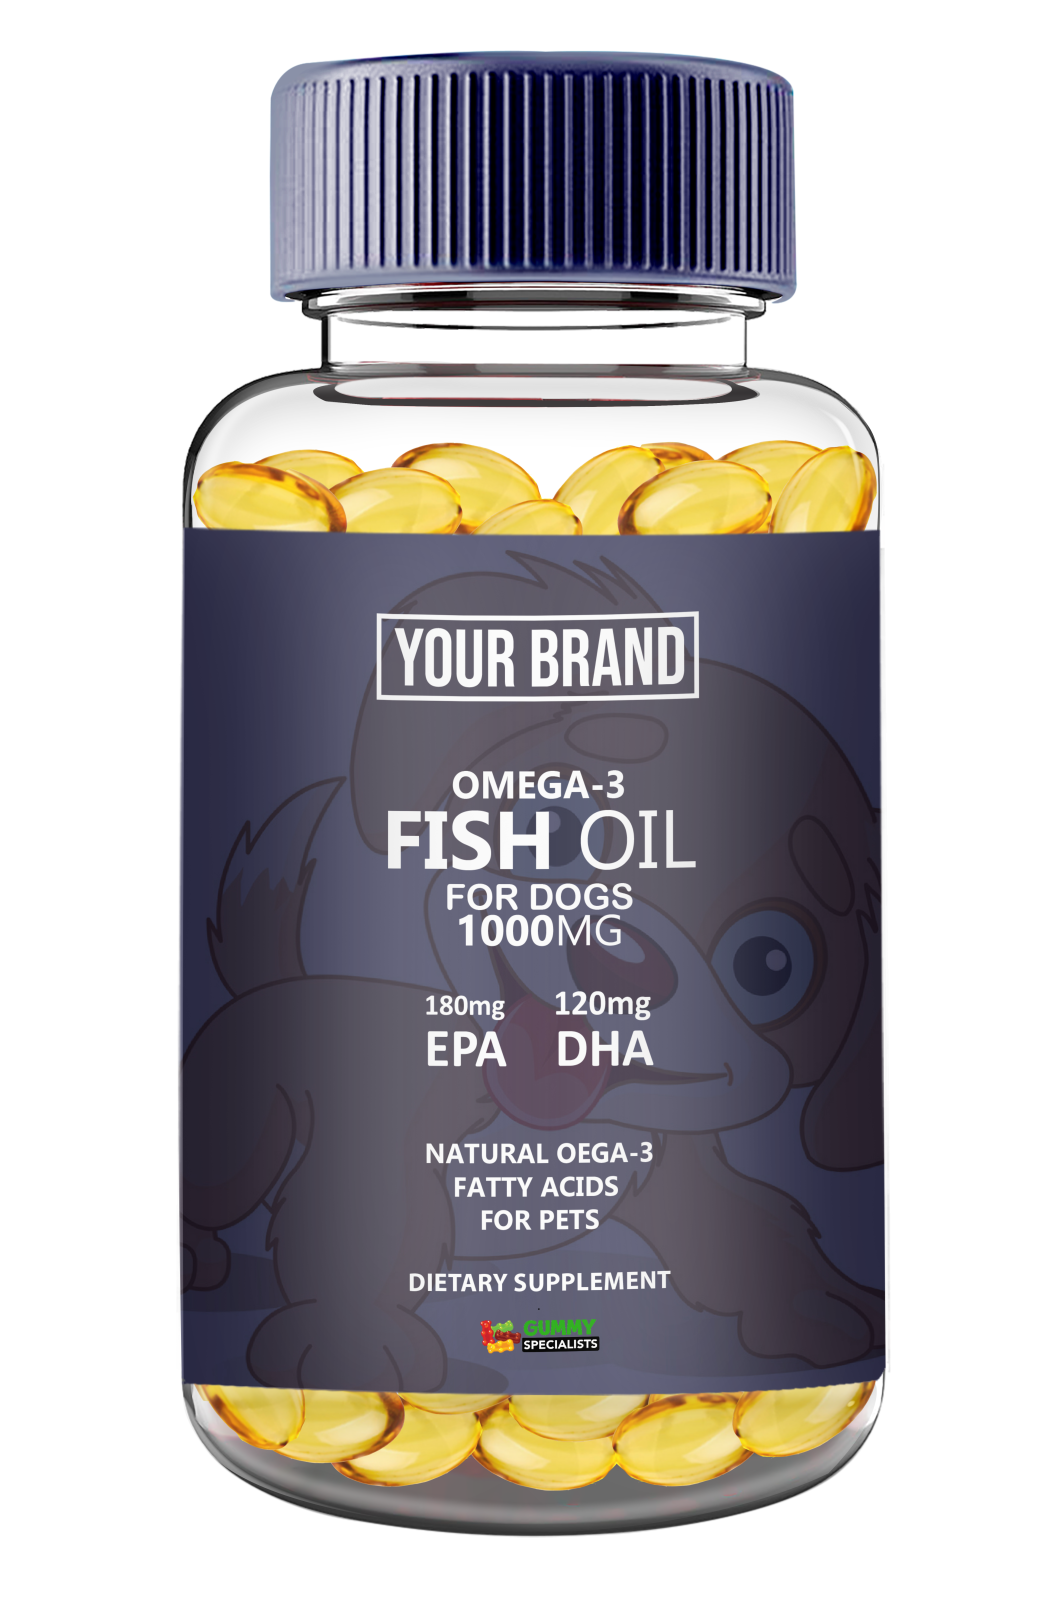 YOUR BRAND
OMEGA-3
FISH OIL
FOR DOGS
1000MG
180mg 120mg
EPA DHA
NATURAL OEGA-3
FATTY ACIDS
FOR PETS
DIETARY SUPPLEMENT
GUMMY
SPECIALISTS